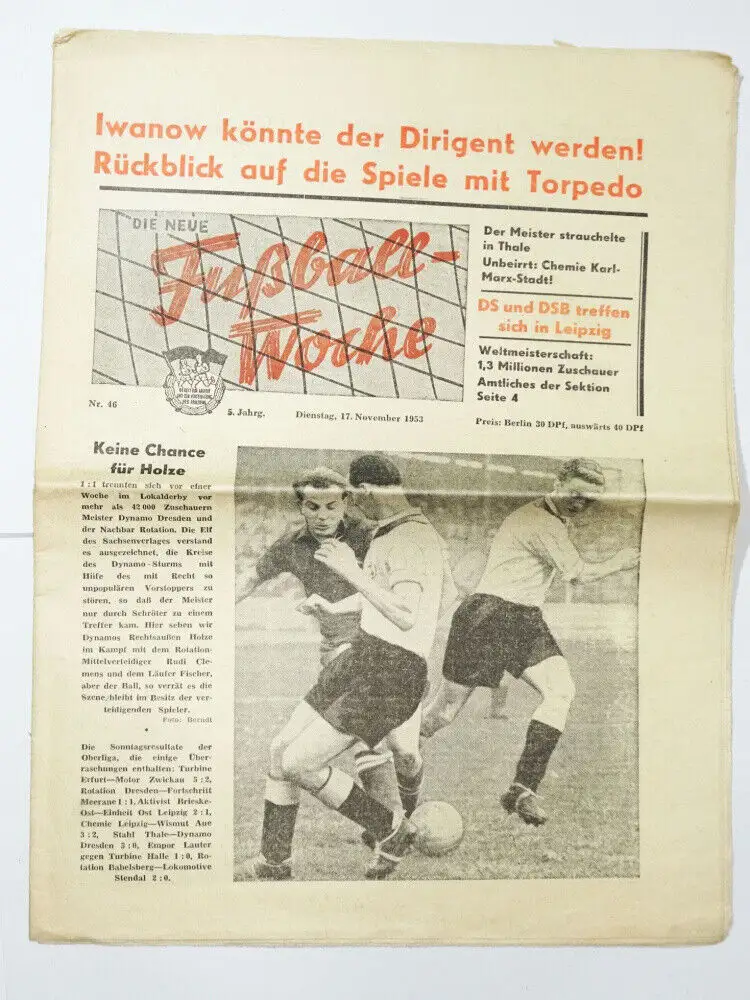 Iwanow könnte der Dirigent werden!
Rückblick auf die Spiele mit Torpedo
DIE NEUE
Fußball-
Woche
Der Meister strauchelte
in Thale
Unbeirrt: Chemie Karl-
Marx-Stadt!
DS und DSB treffen
sich in Leipzig
Weltmeisterschaft:
1,3 Millionen Zuschauer
Amtliches der Sektion
Seite 4
Nr. 46
5. Jahrg.
Dienstag, 17. November 1953
Preis: Berlin 30 DPf, auswärts 40 DPf
Keine Chance
für Holze
1:1 trennten sich vor einer
Woche im Lokalderby vor
mehr als 42 000 Zuschauern
Meister Dynamo Dresden und
der Nachbar Rotation. Die Elf
des Sachsenverlages verstand
es ausgezeichnet, die Kreise
des Dynamo-Sturms mit
Hilfe des mit Recht so
unpopulären Vorstoppers zu
stören, so daß der Meister
nur durch Schröter zu einem
Treffer kam. Hier sehen wir
Dynamos Rechtsaußen Holze
im Kampf mit dem Rotation-
Mittelverteidiger Rudi Cle-
mens und dem Läufer Fischer,
aber der Ball, so verrät es die
Szene, bleibt im Besitz der ver-
teidigenden Spieler.
Foto: Berndt
*
Die Sonntagsresultate der
Oberliga, die einige Über-
raschungen enthalten: Turbine
Erfurt—Motor Zwickau 5:2,
Rotation Dresden—Fortschritt
Meerane 1:1, Aktivist Brieske-
Ost—Einheit Ost Leipzig 2:1,
Chemie Leipzig—Wismut Aue
3:2, Stahl Thale—Dynamo
Dresden 3:0, Empor Lauter
gegen Turbine Halle 1:0, Ro-
tation Babelsberg—Lokomotive
Stendal 2:0.